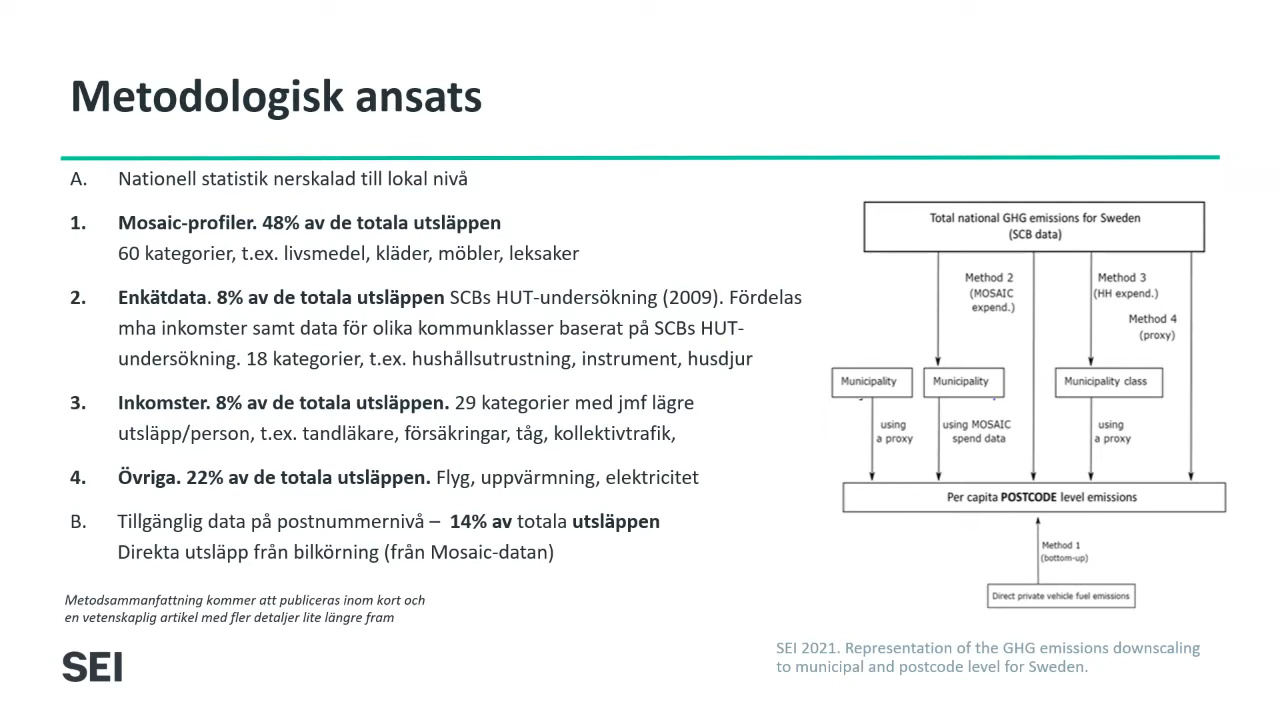 Metodologisk ansats
A. Nationell statistik nerskalad till lokal nivå
1. Mosaic-profiler. 48% av de totala utsläppen
60 kategorier, t.ex. livsmedel, kläder, möbler, leksaker
2. Enkätdata. 8% av de totala utsläppen SCBs HUT-undersökning (2009). Fördelas
mha inkomster samt data för olika kommunklasser baserat på SCBs HUT-
undersökning. 18 kategorier, t.ex. hushållsutrustning, instrument, husdjur
3. Inkomster. 8% av de totala utsläppen. 29 kategorier med jmf lägre
utsläpp/person, t.ex. tandläkare, försäkringar, tåg, kollektivtrafik,
4. Övriga. 22% av de totala utsläppen. Flyg, uppvärmning, elektricitet
B. Tillgänglig data på postnummernivå – 14% av totala utsläppen
Direkta utsläpp från bilkörning (från Mosaic-datan)
Metodsammanfattning kommer att publiceras inom kort och
en vetenskaplig artikel med fler detaljer lite längre fram
SEI
Total national GHG emissions for Sweden
(SCB data)
Method 2
(MOSAIC
expend.)
Method 3
(HH expend.)
Method 4
(proxy)
Municipality
Municipality
Municipality class
using
a proxy
using MOSAIC
spend data
using
a proxy
Per capita POSTCODE level emissions
Method 1
(bottom-up)
Direct private vehicle fuel emissions
SEI 2021. Representation of the GHG emissions downscaling
to municipal and postcode level for Sweden.